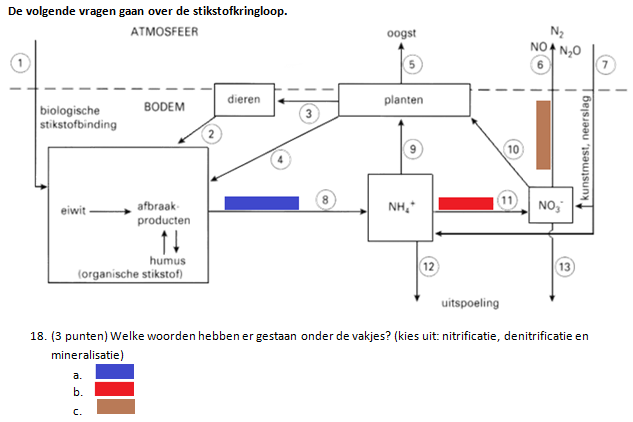 De volgende vragen gaan over de stikstofkringloop.
ATMOSFEER
oogst
N₂
NO
N₂O
1
5
6
7
dieren
planten
biologische
stikstofbinding
BODEM
3
2
kunstmest, neerslag
4
9
10
eiwit
afbraak-
producten
8
NH₄⁺
11
NO₃⁻
humus
(organische stikstof)
12
13
uitspoeling
18. (3 punten) Welke woorden hebben er gestaan onder de vakjes? (kies uit: nitrificatie, denitrificatie en
mineralisatie)
a.
b.
c.